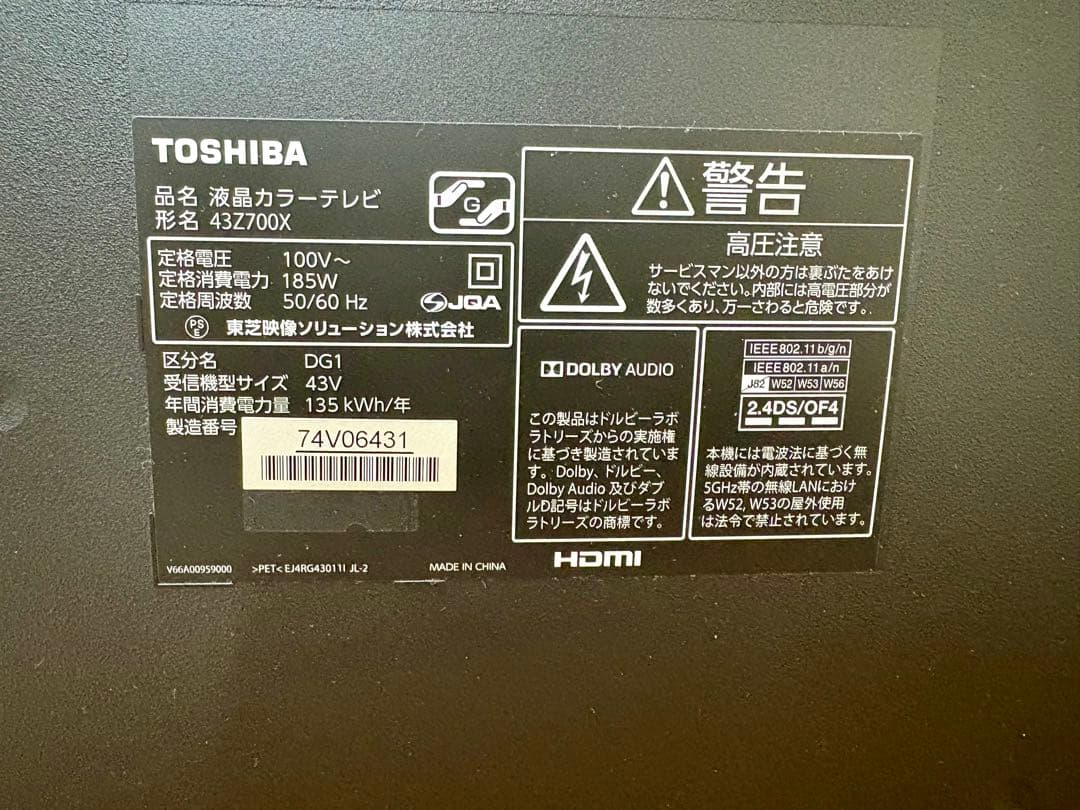 TOSHIBA
品名 液晶カラーテレビ
形名 43Z700X
G
定格電圧 100V～
定格消費電力 185W
定格周波数 50/60 Hz
JQA
PS
E
東芝映像ソリューション株式会社
区分名 DG1
受信機型サイズ 43V
年間消費電力量 135 kWh/年
製造番号
74V06431
V66A00959000
>PET< EJ4RG43011I JL-2
MADE IN CHINA
警告
高圧注意
サービスマン以外の方は裏ぶたをあけ
ないでください。内部には高電圧部分が
数多くあり、万一さわると危険です。
DOLBY AUDIO
この製品はドルビーラボ
ラトリーズからの実施権
に基づき製造されていま
す。Dolby、ドルビー、
Dolby Audio 及びダブ
ルD記号はドルビーラボ
ラトリーズの商標です。
IEEE802.11b/g/n
IEEE802.11a/n
J52 W52 W53 W56
2.4DS/OF4
本機には電波法に基づく無
線設備が内蔵されています。
5GHz帯の無線LANにおけ
るW52, W53の屋外使用
は法令で禁止されています。
HDMI